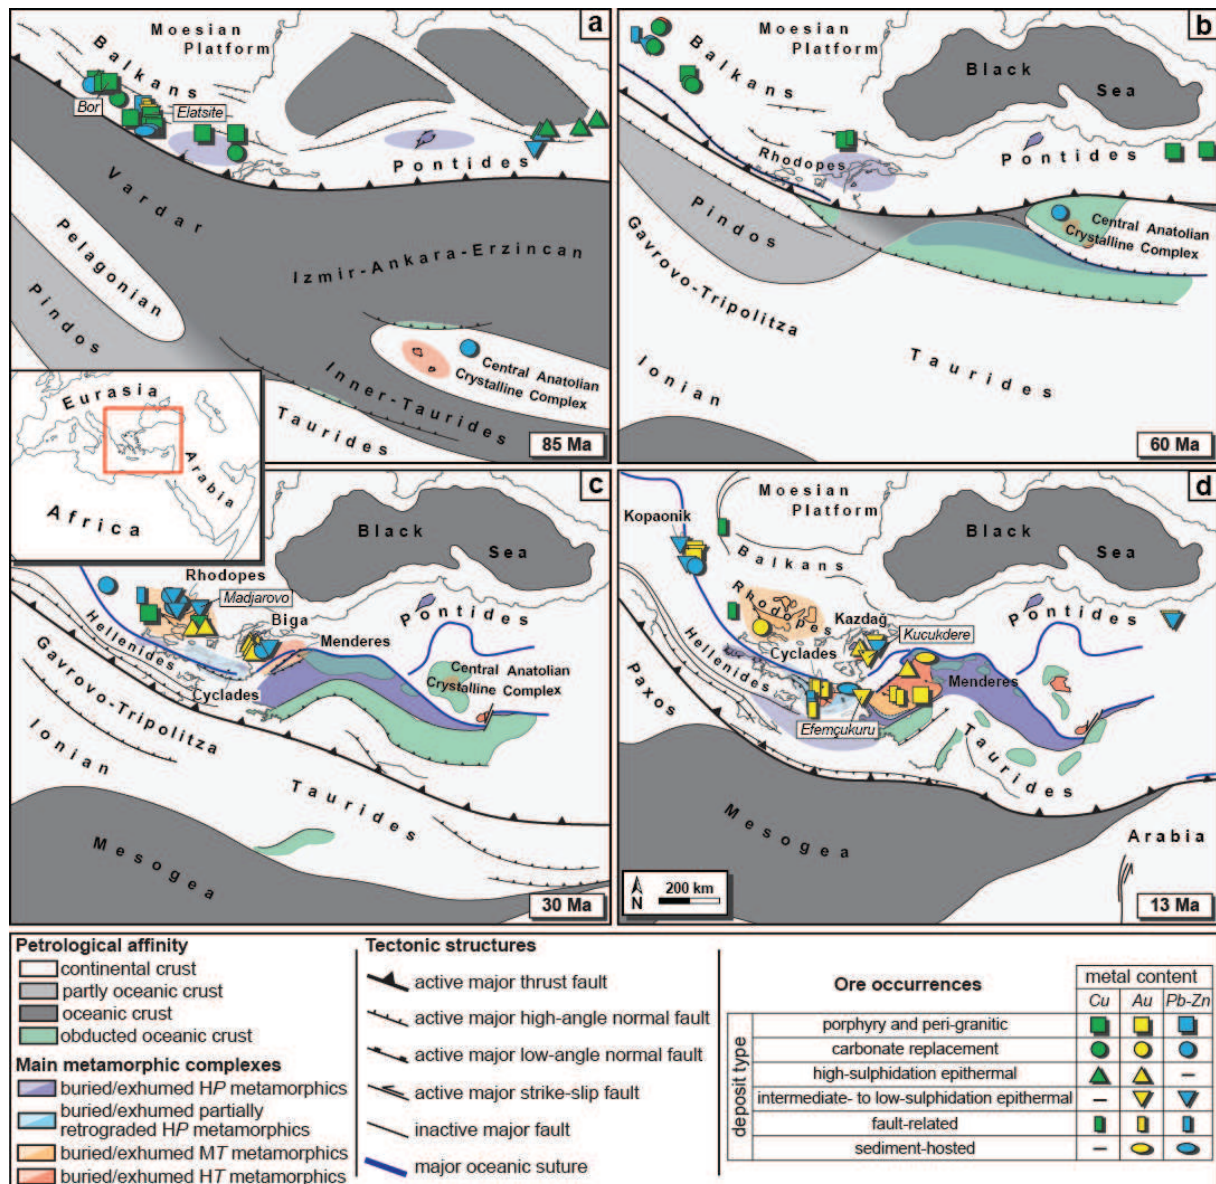 a
Moesian
Platform
Balkans
Bor
Elatsite
Pontides
Vardar
Pelagonian
Pindos
Izmir-Ankara-Erzincan
Inner-Taurides
Taurides
Central Anatolian
Crystalline Complex
85 Ma
Eurasia
Arabia
Africa
b
Moesian
Platform
Balkans
Black
Sea
Rhodopes
Pontides
Pindos
Gavrovo-Tripolitza
Central Anatolian
Crystalline Complex
Taurides
Ionian
60 Ma
c
Black
Sea
Rhodopes
Madjarovo
Biga
Pontides
Menderes
Hellenides
Cyclades
Central Anatolian
Crystalline Complex
Gavrovo-Tripolitza
Ionian
Taurides
Mesogea
30 Ma
d
Moesian
Platform
Kopaonik
Balkans
Black
Sea
Rhodopes
Kazdağ
Pontides
Kucukdere
Cyclades
Hellenides
Menderes
Paxos
Efemçukuru
Taurides
Mesogea
Arabia
N
200 km
13 Ma
Petrological affinity
continental crust
partly oceanic crust
oceanic crust
obducted oceanic crust
Main metamorphic complexes
buried/exhumed HP metamorphics
buried/exhumed partially
retrograded HP metamorphics
buried/exhumed MT metamorphics
buried/exhumed HT metamorphics
Tectonic structures
active major thrust fault
active major high-angle normal fault
active major low-angle normal fault
active major strike-slip fault
inactive major fault
major oceanic suture
Ore occurrences
metal content
Cu Au Pb-Zn
deposit type
porphyry and peri-granitic
carbonate replacement
high-sulphidation epithermal –
intermediate- to low-sulphidation epithermal –
fault-related
sediment-hosted –